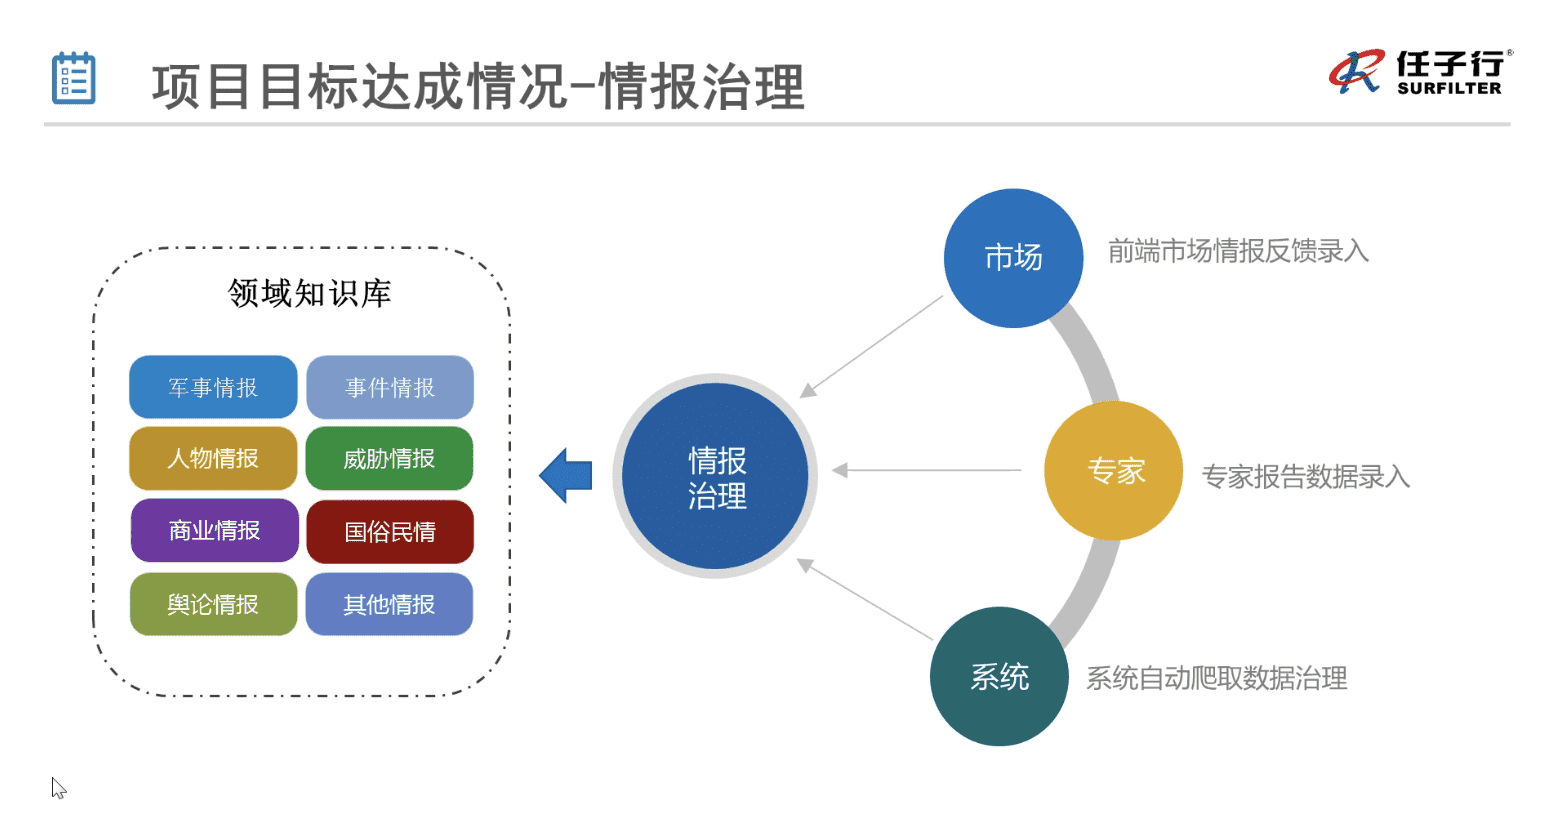 项目目标达成情况-情报治理
任子行®
SURFILTER
领域知识库
军事情报
事件情报
人物情报
威胁情报
商业情报
国俗民情
舆论情报
其他情报
情报
治理
市场
前端市场情报反馈录入
专家
专家报告数据录入
系统
系统自动爬取数据治理